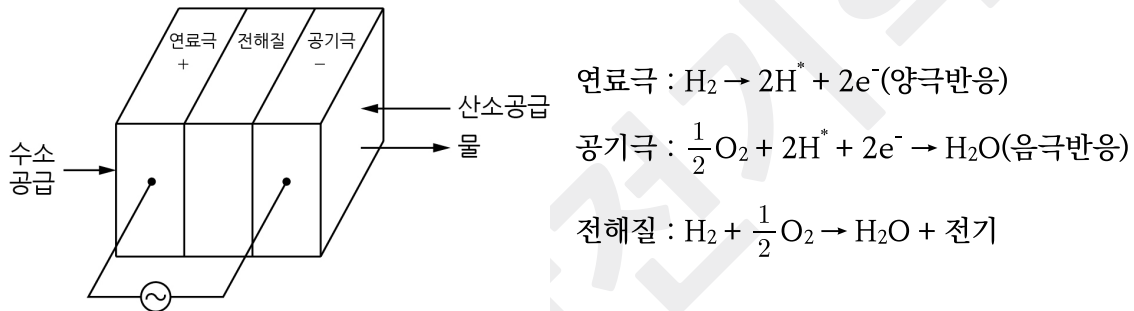 연료극
+
전해질
공기극
−
산소공급
물
수소
공급
연료극 : H₂ → 2H* + 2e⁻(양극반응)
공기극 : 1/2 O₂ + 2H* + 2e⁻ → H₂O(음극반응)
전해질 : H₂ + 1/2 O₂ → H₂O + 전기